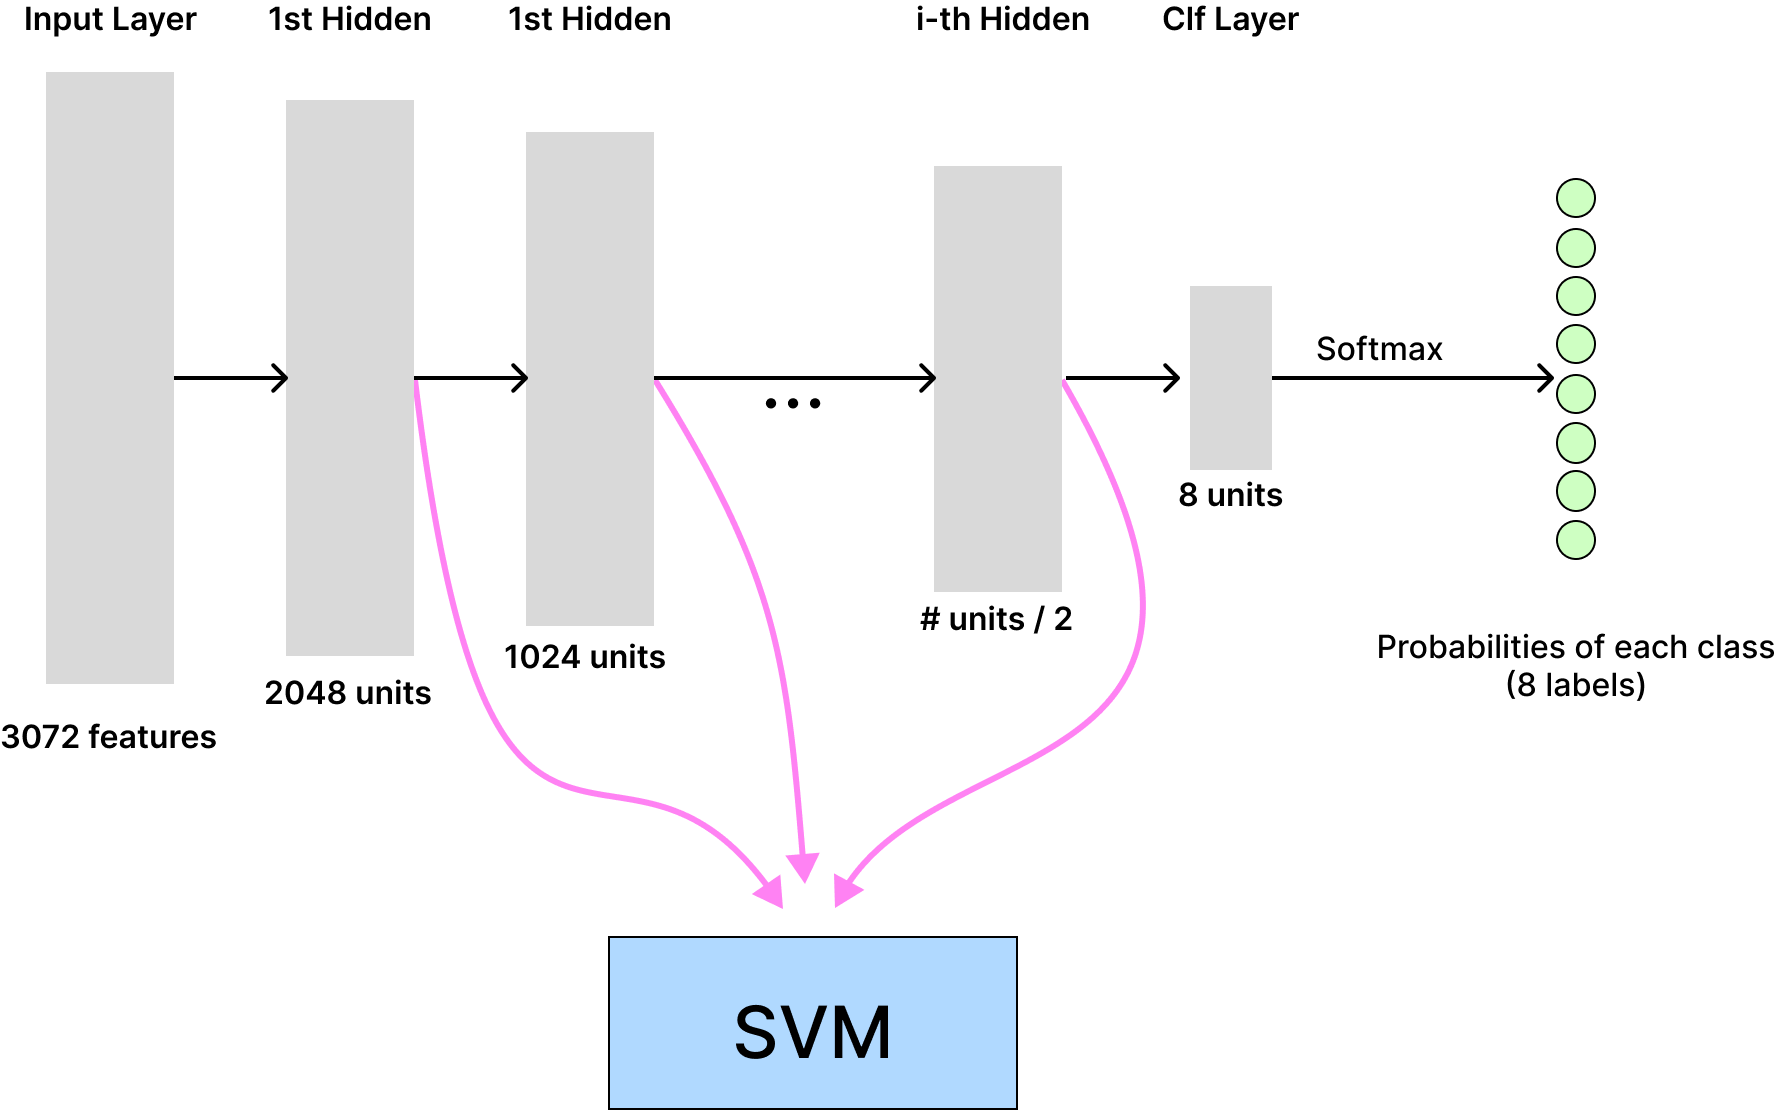 Input Layer
1st Hidden
1st Hidden
i-th Hidden
Clf Layer
Softmax
...
8 units
# units / 2
1024 units
2048 units
3072 features
Probabilities of each class
(8 labels)
SVM